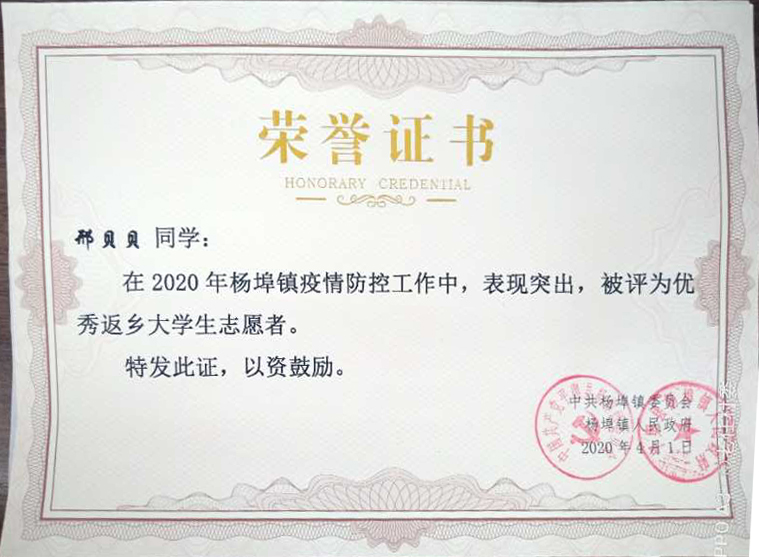 荣誉证书
HONORARY CREDENTIAL
邢贝贝 同学：
在2020年杨埠镇疫情防控工作中，表现突出，被评为优
秀返乡大学生志愿者。
特发此证，以资鼓励。
中共杨埠镇委员会
杨埠镇人民政府
2020年4月1日